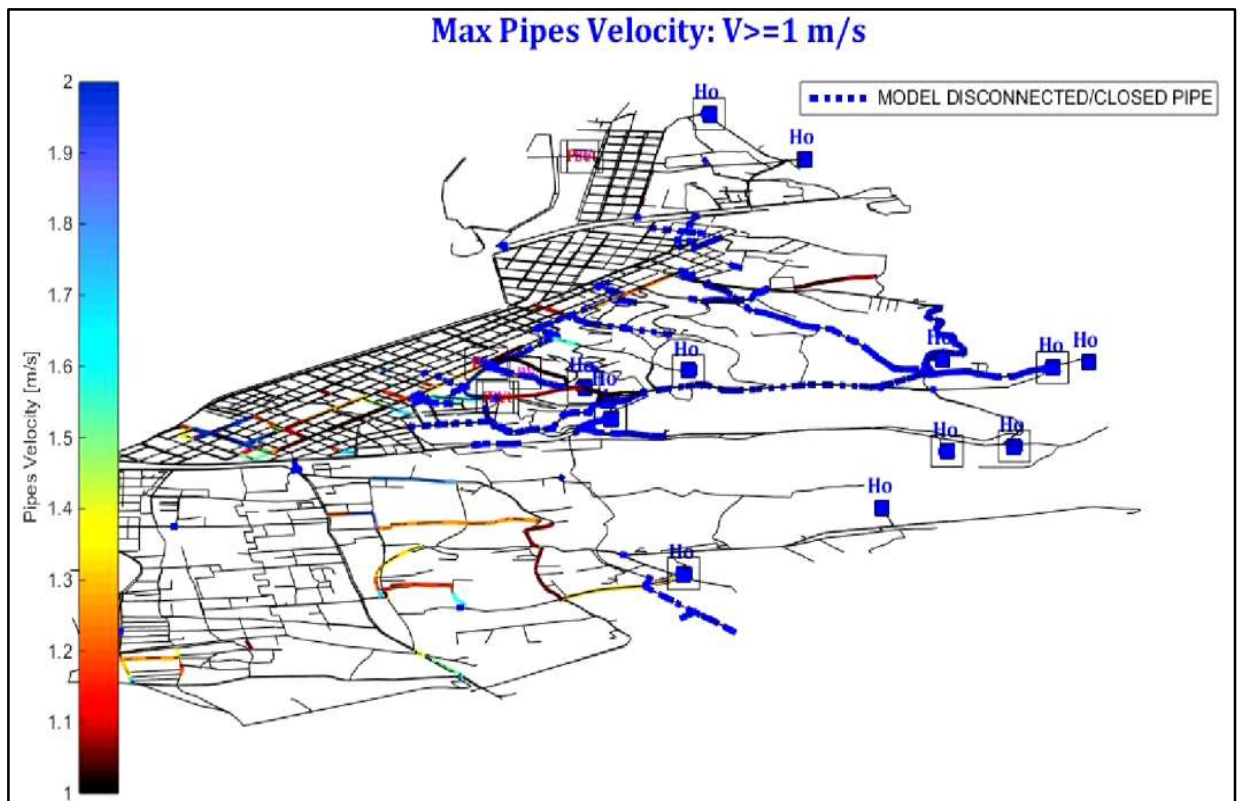 Max Pipes Velocity: V>=1 m/s
MODEL DISCONNECTED/CLOSED PIPE
Pipes Velocity [m/s]
2
1.9
1.8
1.7
1.6
1.5
1.4
1.3
1.2
1.1
1
Ho
Ho
Ho
Ho
Ho
Ho
Ho
Ho
Ho
Ho
Ho
Ho